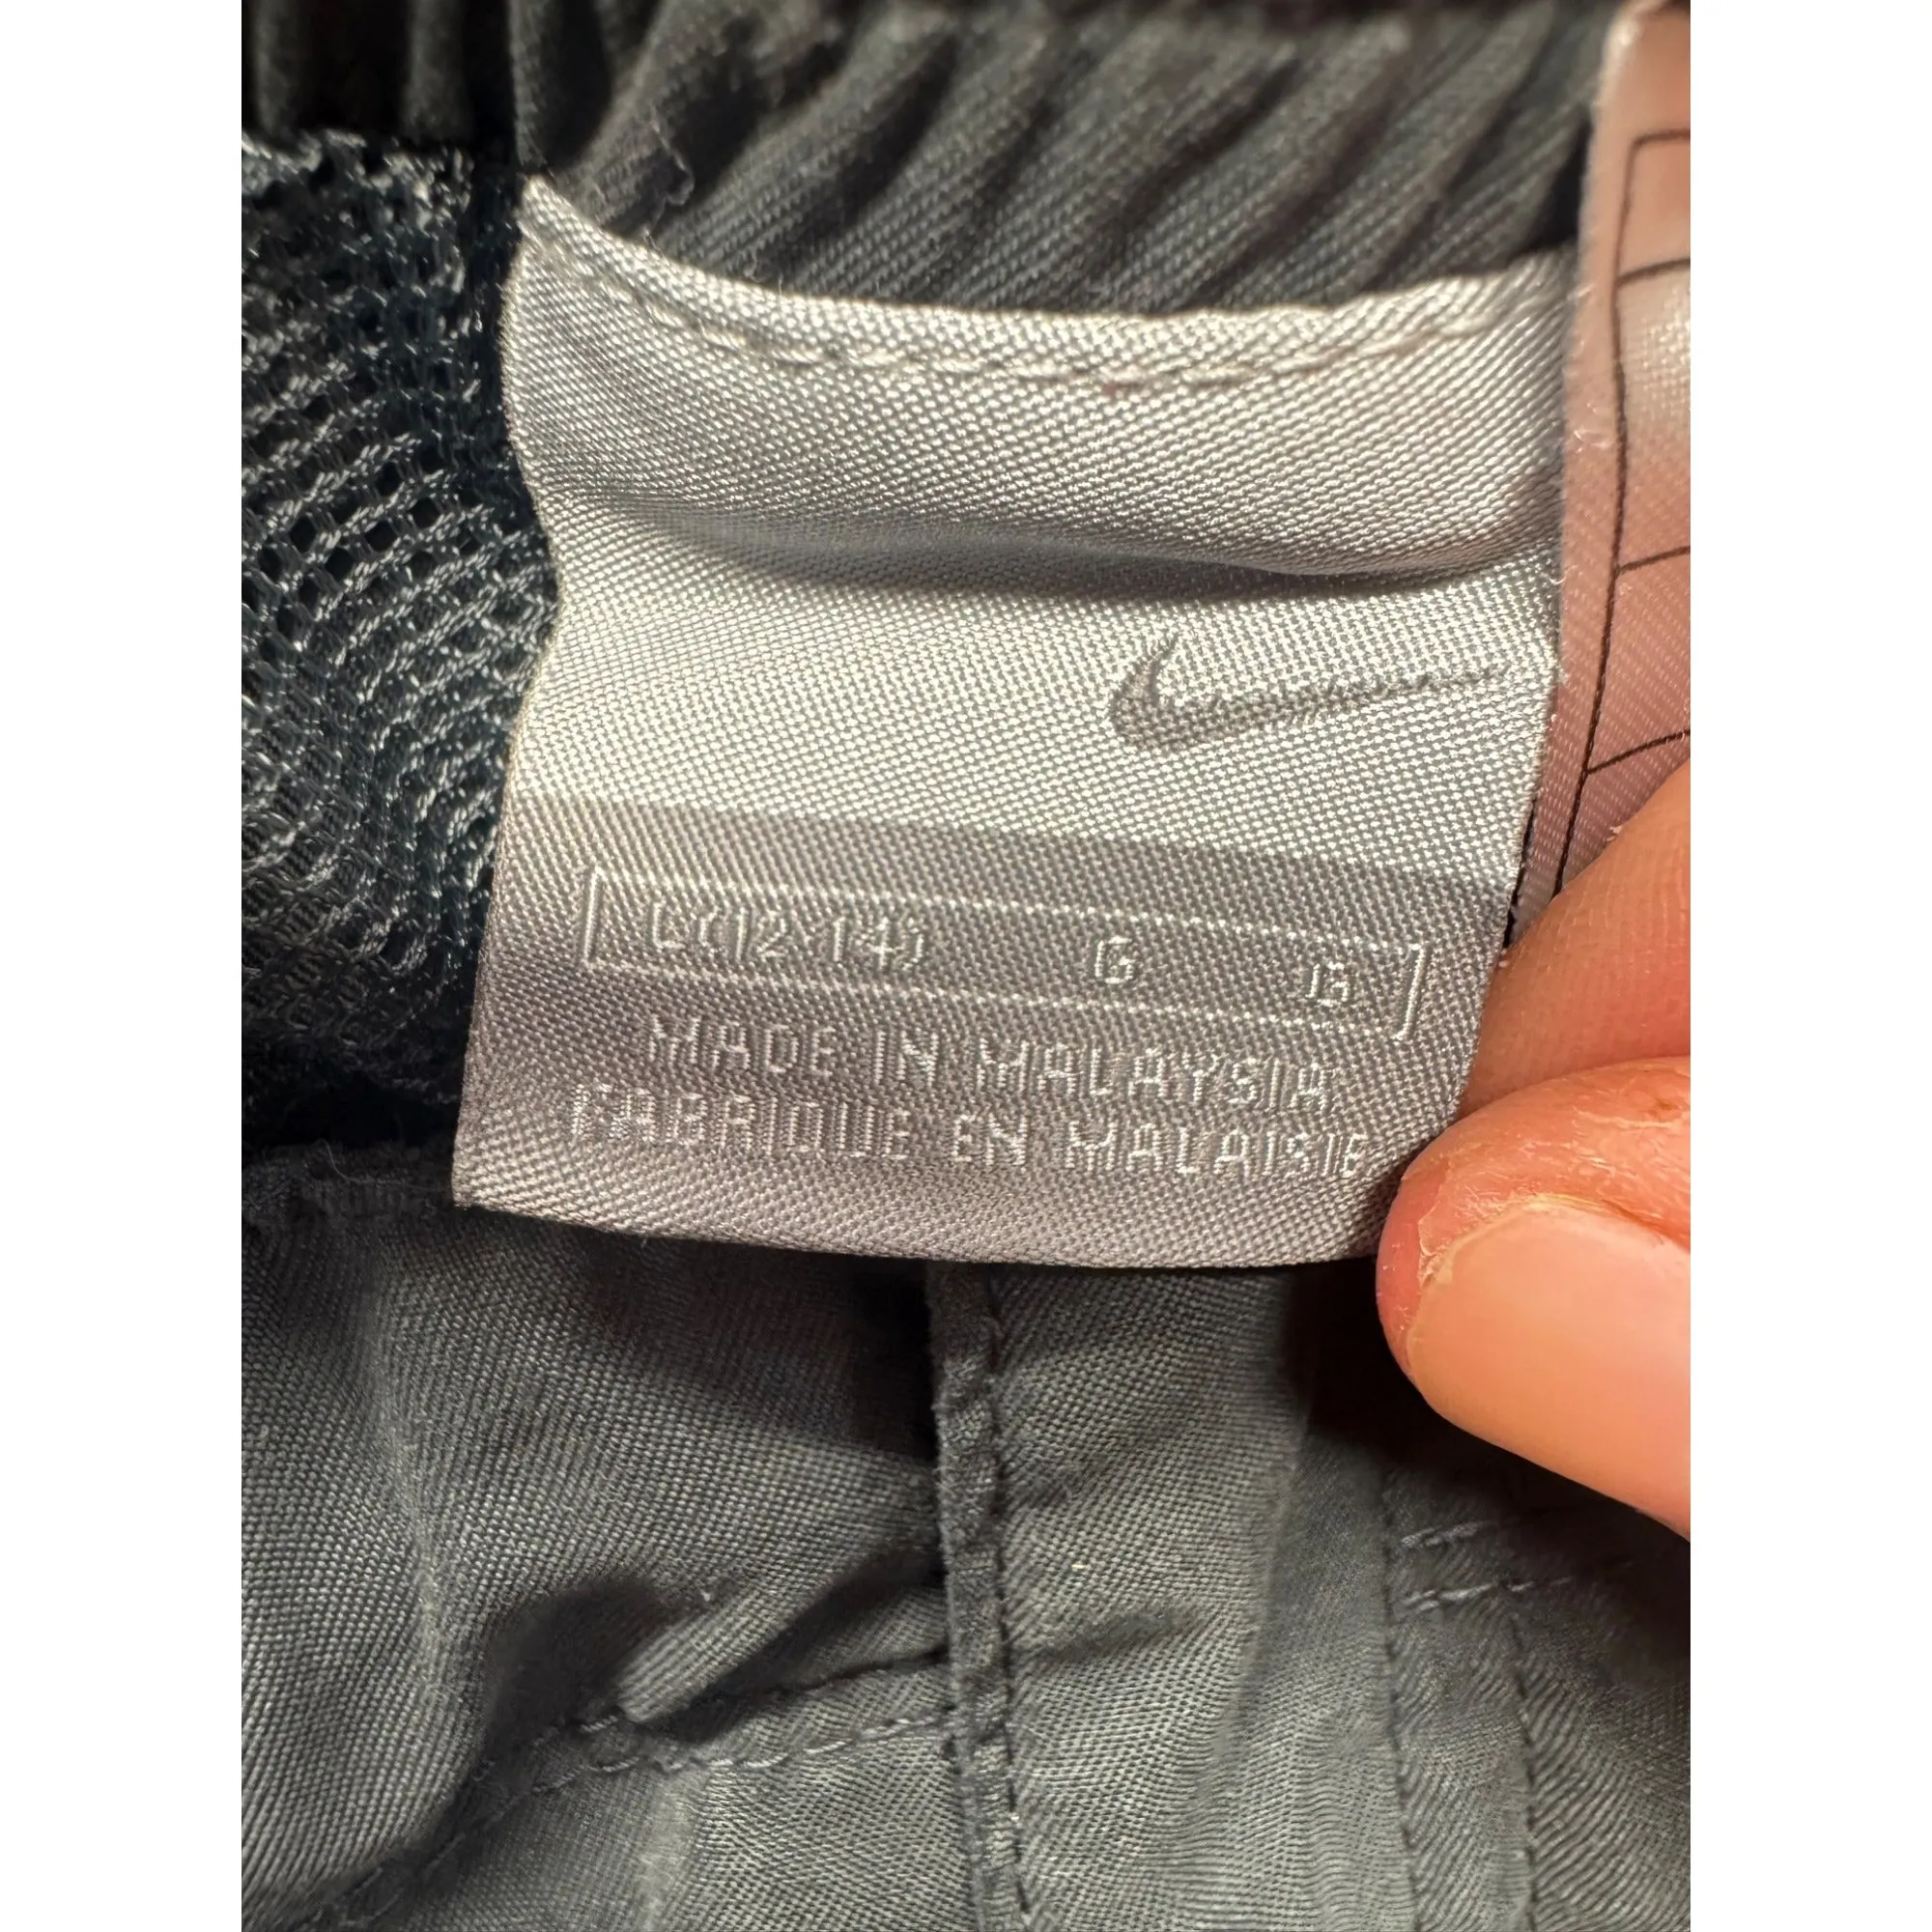 L(12-14) G G
MADE IN MALAYSIA
FABRIQUE EN MALAISIE